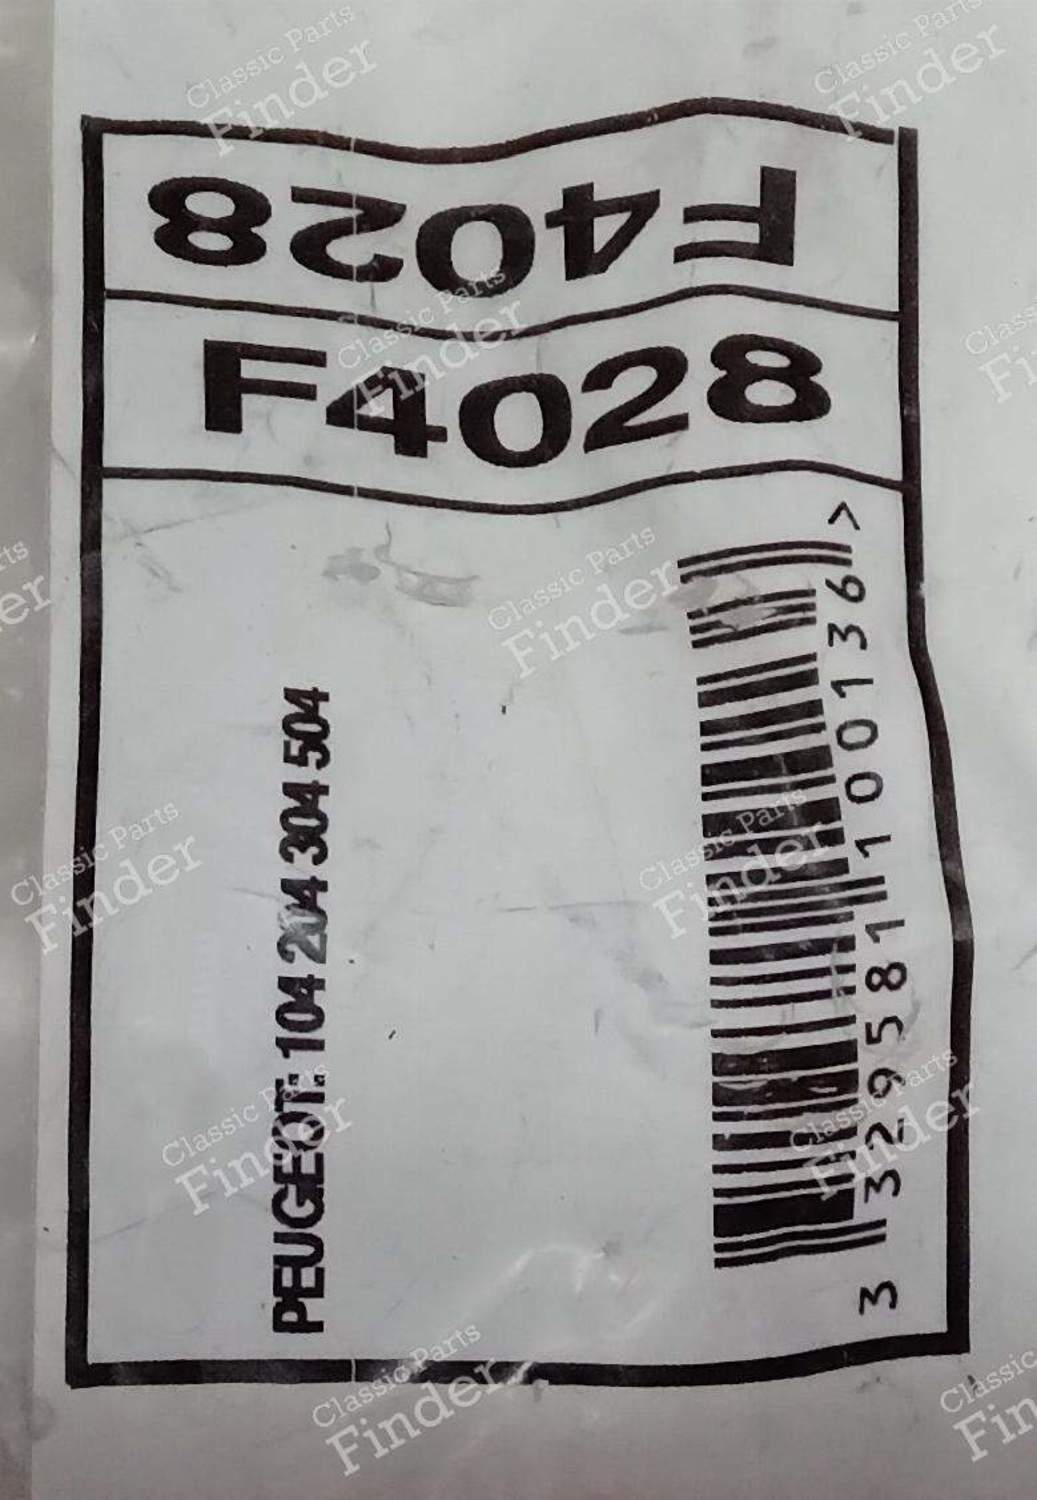 F4028
F4028
PEUGEOT: 104 204 304 504
3 329581 100136 >
Classic Parts
Finder